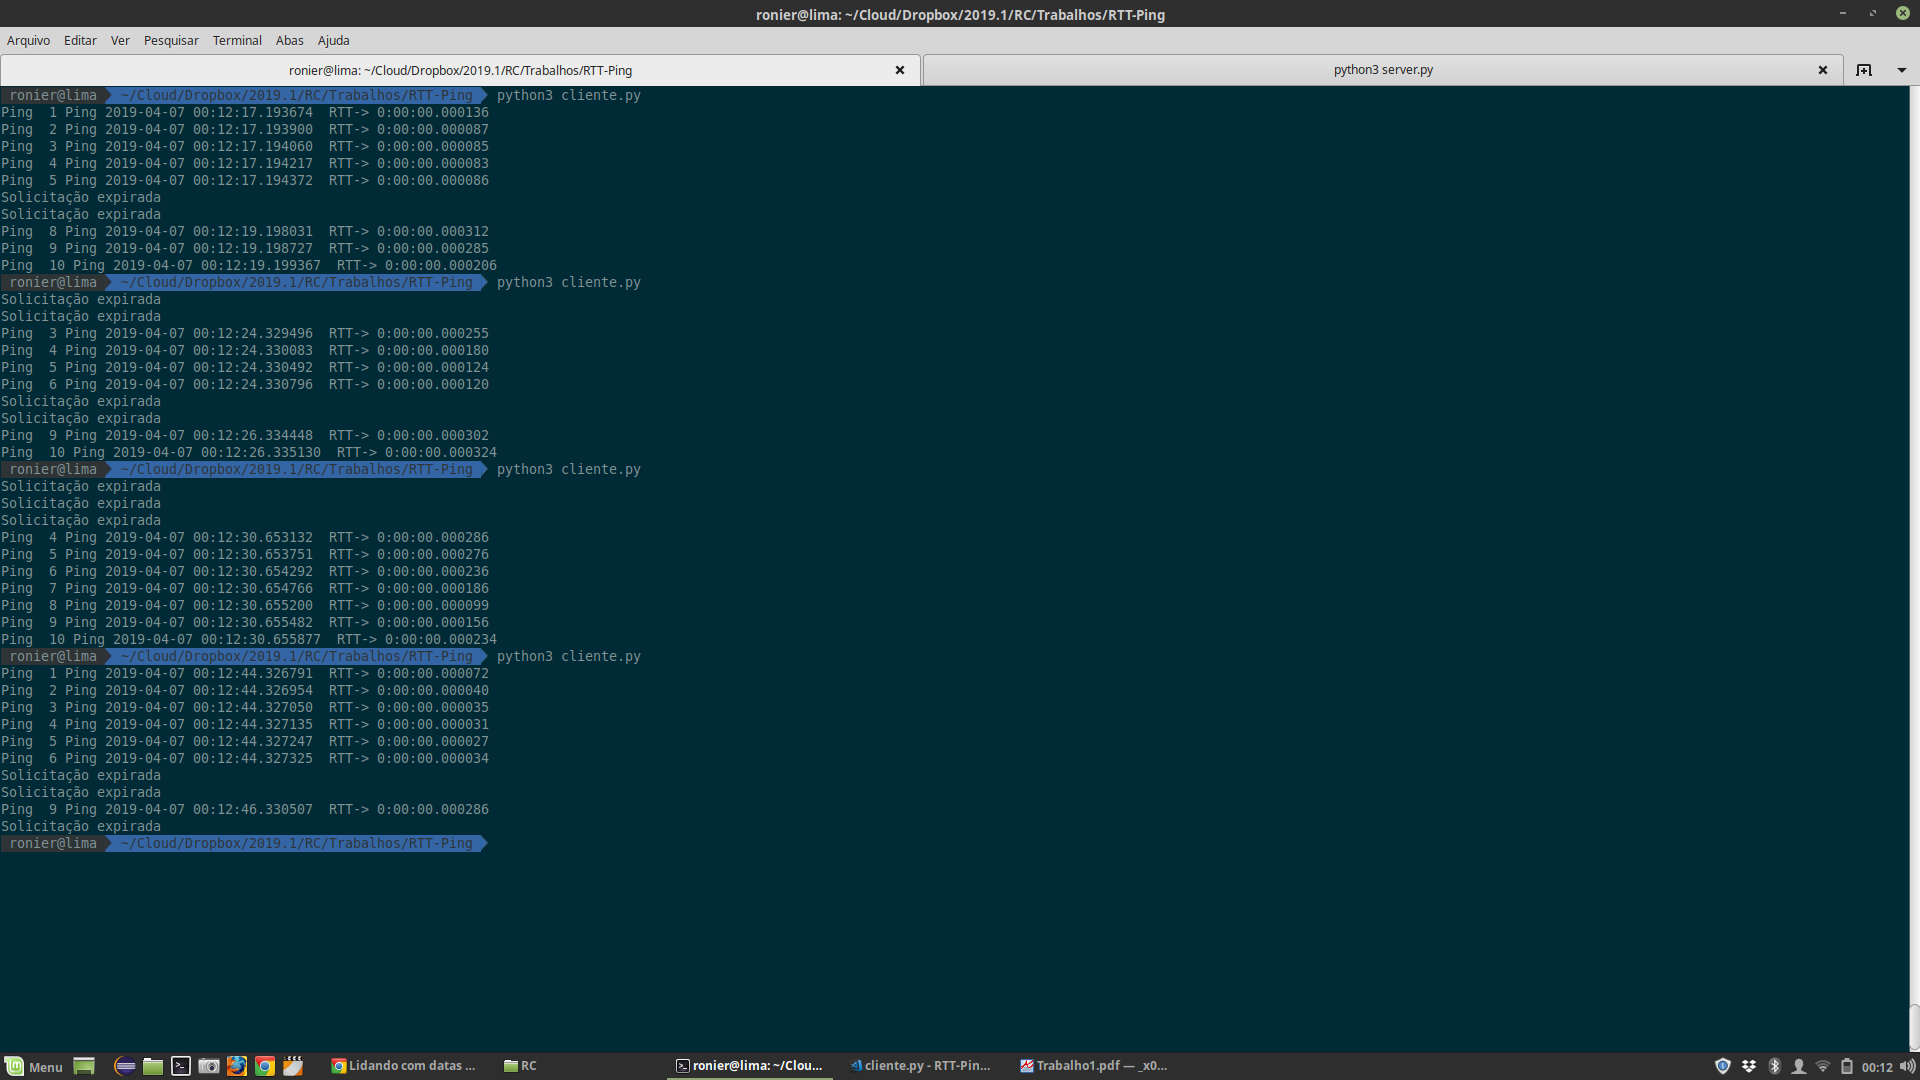 ronier@lima: ~/Cloud/Dropbox/2019.1/RC/Trabalhos/RTT-Ping
Arquivo Editar Ver Pesquisar Terminal Abas Ajuda
ronier@lima: ~/Cloud/Dropbox/2019.1/RC/Trabalhos/RTT-Ping python3 server.py
ronier@lima ~/Cloud/Dropbox/2019.1/RC/Trabalhos/RTT-Ping python3 cliente.py
Ping  1 Ping 2019-04-07 00:12:17.193674  RTT-> 0:00:00.000136
Ping  2 Ping 2019-04-07 00:12:17.193900  RTT-> 0:00:00.000087
Ping  3 Ping 2019-04-07 00:12:17.194060  RTT-> 0:00:00.000085
Ping  4 Ping 2019-04-07 00:12:17.194217  RTT-> 0:00:00.000083
Ping  5 Ping 2019-04-07 00:12:17.194372  RTT-> 0:00:00.000086
Solicitação expirada
Solicitação expirada
Ping  8 Ping 2019-04-07 00:12:19.198031  RTT-> 0:00:00.000312
Ping  9 Ping 2019-04-07 00:12:19.198727  RTT-> 0:00:00.000285
Ping  10 Ping 2019-04-07 00:12:19.199367  RTT-> 0:00:00.000206
ronier@lima ~/Cloud/Dropbox/2019.1/RC/Trabalhos/RTT-Ping python3 cliente.py
Solicitação expirada
Solicitação expirada
Ping  3 Ping 2019-04-07 00:12:24.329496  RTT-> 0:00:00.000255
Ping  4 Ping 2019-04-07 00:12:24.330083  RTT-> 0:00:00.000180
Ping  5 Ping 2019-04-07 00:12:24.330492  RTT-> 0:00:00.000124
Ping  6 Ping 2019-04-07 00:12:24.330796  RTT-> 0:00:00.000120
Solicitação expirada
Solicitação expirada
Ping  9 Ping 2019-04-07 00:12:26.334448  RTT-> 0:00:00.000302
Ping  10 Ping 2019-04-07 00:12:26.335130  RTT-> 0:00:00.000324
ronier@lima ~/Cloud/Dropbox/2019.1/RC/Trabalhos/RTT-Ping python3 cliente.py
Solicitação expirada
Solicitação expirada
Solicitação expirada
Ping  4 Ping 2019-04-07 00:12:30.653132  RTT-> 0:00:00.000286
Ping  5 Ping 2019-04-07 00:12:30.653751  RTT-> 0:00:00.000276
Ping  6 Ping 2019-04-07 00:12:30.654292  RTT-> 0:00:00.000236
Ping  7 Ping 2019-04-07 00:12:30.654766  RTT-> 0:00:00.000186
Ping  8 Ping 2019-04-07 00:12:30.655200  RTT-> 0:00:00.000099
Ping  9 Ping 2019-04-07 00:12:30.655482  RTT-> 0:00:00.000156
Ping  10 Ping 2019-04-07 00:12:30.655877  RTT-> 0:00:00.000234
ronier@lima ~/Cloud/Dropbox/2019.1/RC/Trabalhos/RTT-Ping python3 cliente.py
Ping  1 Ping 2019-04-07 00:12:44.326791  RTT-> 0:00:00.000072
Ping  2 Ping 2019-04-07 00:12:44.326954  RTT-> 0:00:00.000040
Ping  3 Ping 2019-04-07 00:12:44.327050  RTT-> 0:00:00.000035
Ping  4 Ping 2019-04-07 00:12:44.327135  RTT-> 0:00:00.000031
Ping  5 Ping 2019-04-07 00:12:44.327247  RTT-> 0:00:00.000027
Ping  6 Ping 2019-04-07 00:12:44.327325  RTT-> 0:00:00.000034
Solicitação expirada
Solicitação expirada
Ping  9 Ping 2019-04-07 00:12:46.330507  RTT-> 0:00:00.000286
Solicitação expirada
ronier@lima ~/Cloud/Dropbox/2019.1/RC/Trabalhos/RTT-Ping
Menu Lidando com datas ... RC ronier@lima: ~/Clou... cliente.py - RTT-Pin... Trabalho1.pdf — _x0... 00:12